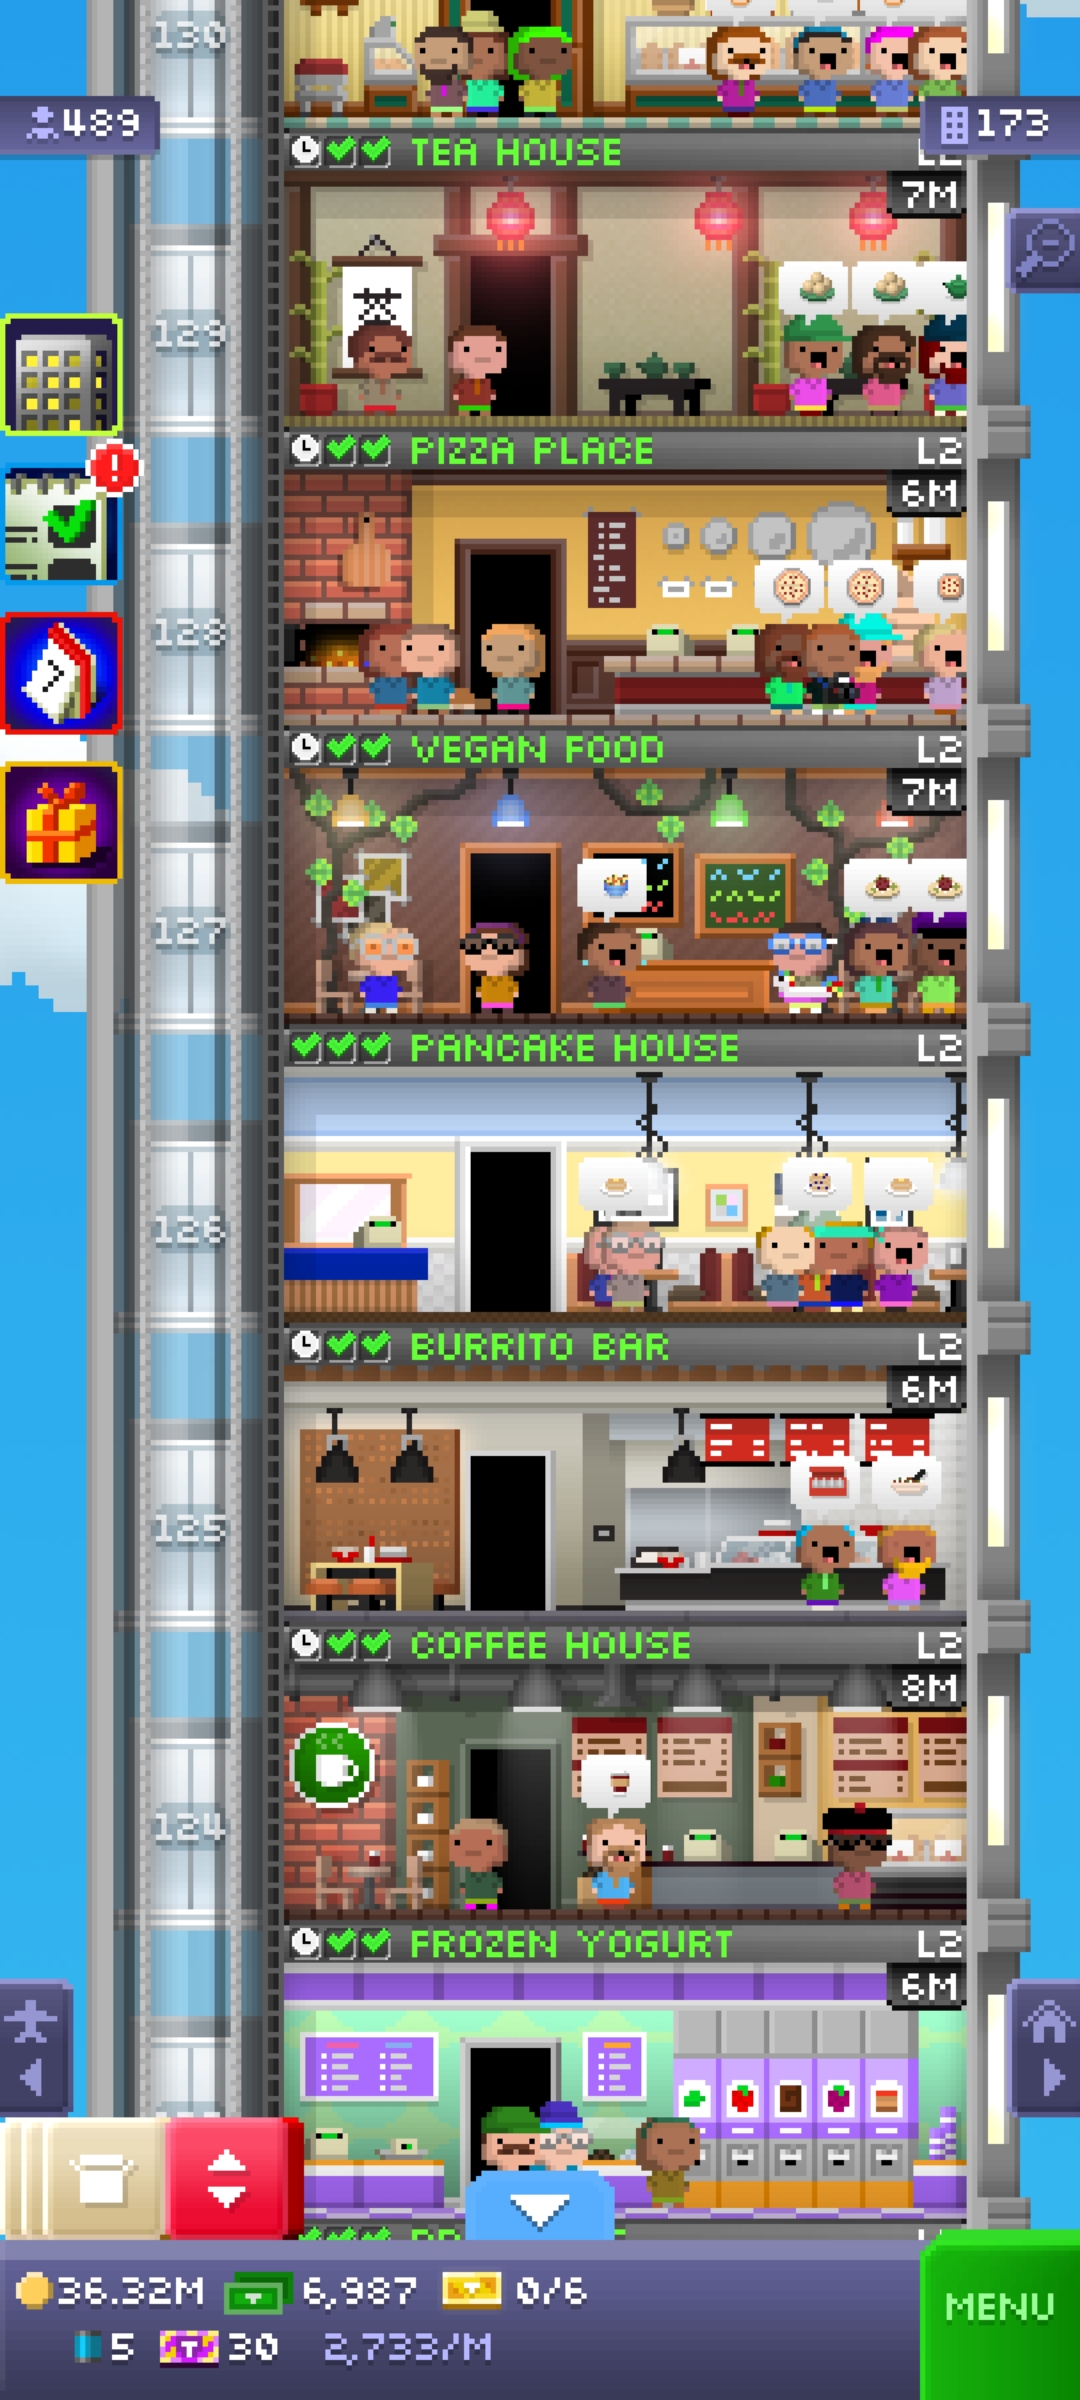 130
489
173
TEA HOUSE
7M
129
PIZZA PLACE L2
6M
128
VEGAN FOOD L2
7M
127
PANCAKE HOUSE L2
126
BURRITO BAR L2
6M
125
COFFEE HOUSE L2
8M
124
FROZEN YOGURT L2
6M
36.32M 6,987 0/6
5 T 30 2,733/M
MENU